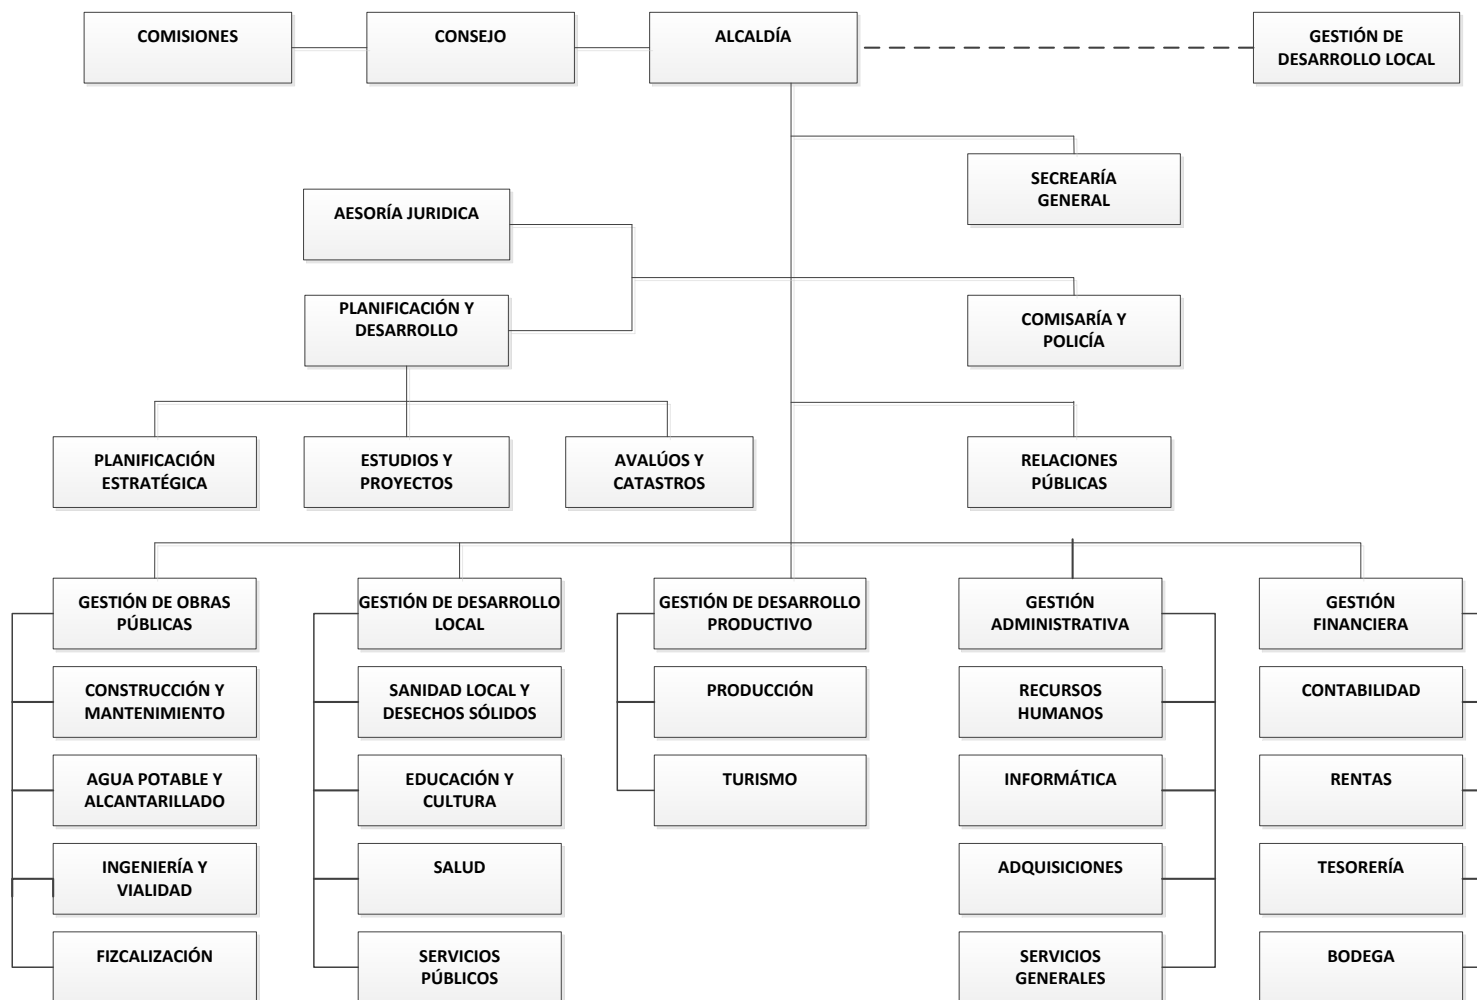 COMISIONES
CONSEJO
ALCALDÍA
GESTIÓN DE
DESARROLLO LOCAL
SECREARÍA
GENERAL
AESORÍA JURIDICA
PLANIFICACIÓN Y
DESARROLLO
COMISARÍA Y
POLICÍA
PLANIFICACIÓN
ESTRATÉGICA
ESTUDIOS Y
PROYECTOS
AVALÚOS Y
CATASTROS
RELACIONES
PÚBLICAS
GESTIÓN DE OBRAS
PÚBLICAS
GESTIÓN DE DESARROLLO
LOCAL
GESTIÓN DE DESARROLLO
PRODUCTIVO
GESTIÓN
ADMINISTRATIVA
GESTIÓN
FINANCIERA
CONSTRUCCIÓN Y
MANTENIMIENTO
SANIDAD LOCAL Y
DESECHOS SÓLIDOS
PRODUCCIÓN
RECURSOS
HUMANOS
CONTABILIDAD
AGUA POTABLE Y
ALCANTARILLADO
EDUCACIÓN Y
CULTURA
TURISMO
INFORMÁTICA
RENTAS
INGENIERÍA Y
VIALIDAD
SALUD
ADQUISICIONES
TESORERÍA
FIZCALIZACIÓN
SERVICIOS
PÚBLICOS
SERVICIOS
GENERALES
BODEGA